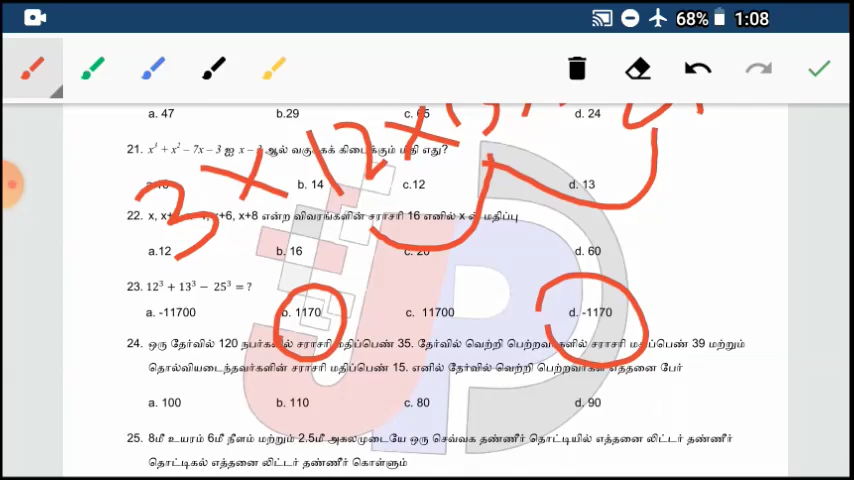 68% 1:08
a. 47 b.29 c. 65 d. 24
21. x³ + x² – 7x – 3 ஐ x – 3 ஆல் வகுக்கக் கிடைக்கும் மீதி எது?
b. 14 c.12 d. 13
22. x, x+6, x+8 என்ற விவரங்களின் சராசரி 16 எனில் x ன் மதிப்பு
a.12 b. 16 c. 20 d. 60
23. 12³ + 13³ – 25³ = ?
a. -11700 b. 1170 c. 11700 d. -1170
24. ஒரு தேர்வில் 120 நபர்களில் சராசரி மதிப்பெண் 35. தேர்வில் வெற்றி பெற்றவர்களில் சராசரி மதிப்பெண் 39 மற்றும்
தொல்வியடைந்தவர்களின் சராசரி மதிப்பெண் 15. எனில் தேர்வில் வெற்றி பெற்றவர்கள் எத்தனை பேர்
a. 100 b. 110 c. 80 d. 90
25. 8மீ உயரம் 6மீ நீளம் மற்றும் 2.5மீ அகலமுடையே ஒரு செவ்வக தண்ணீர் தொட்டியில் எத்தனை லிட்டர் தண்ணீர்
தொட்டிகல் எத்தனை லிட்டர் தண்ணீர் கொள்ளும்
3 × 12 × 13 ×